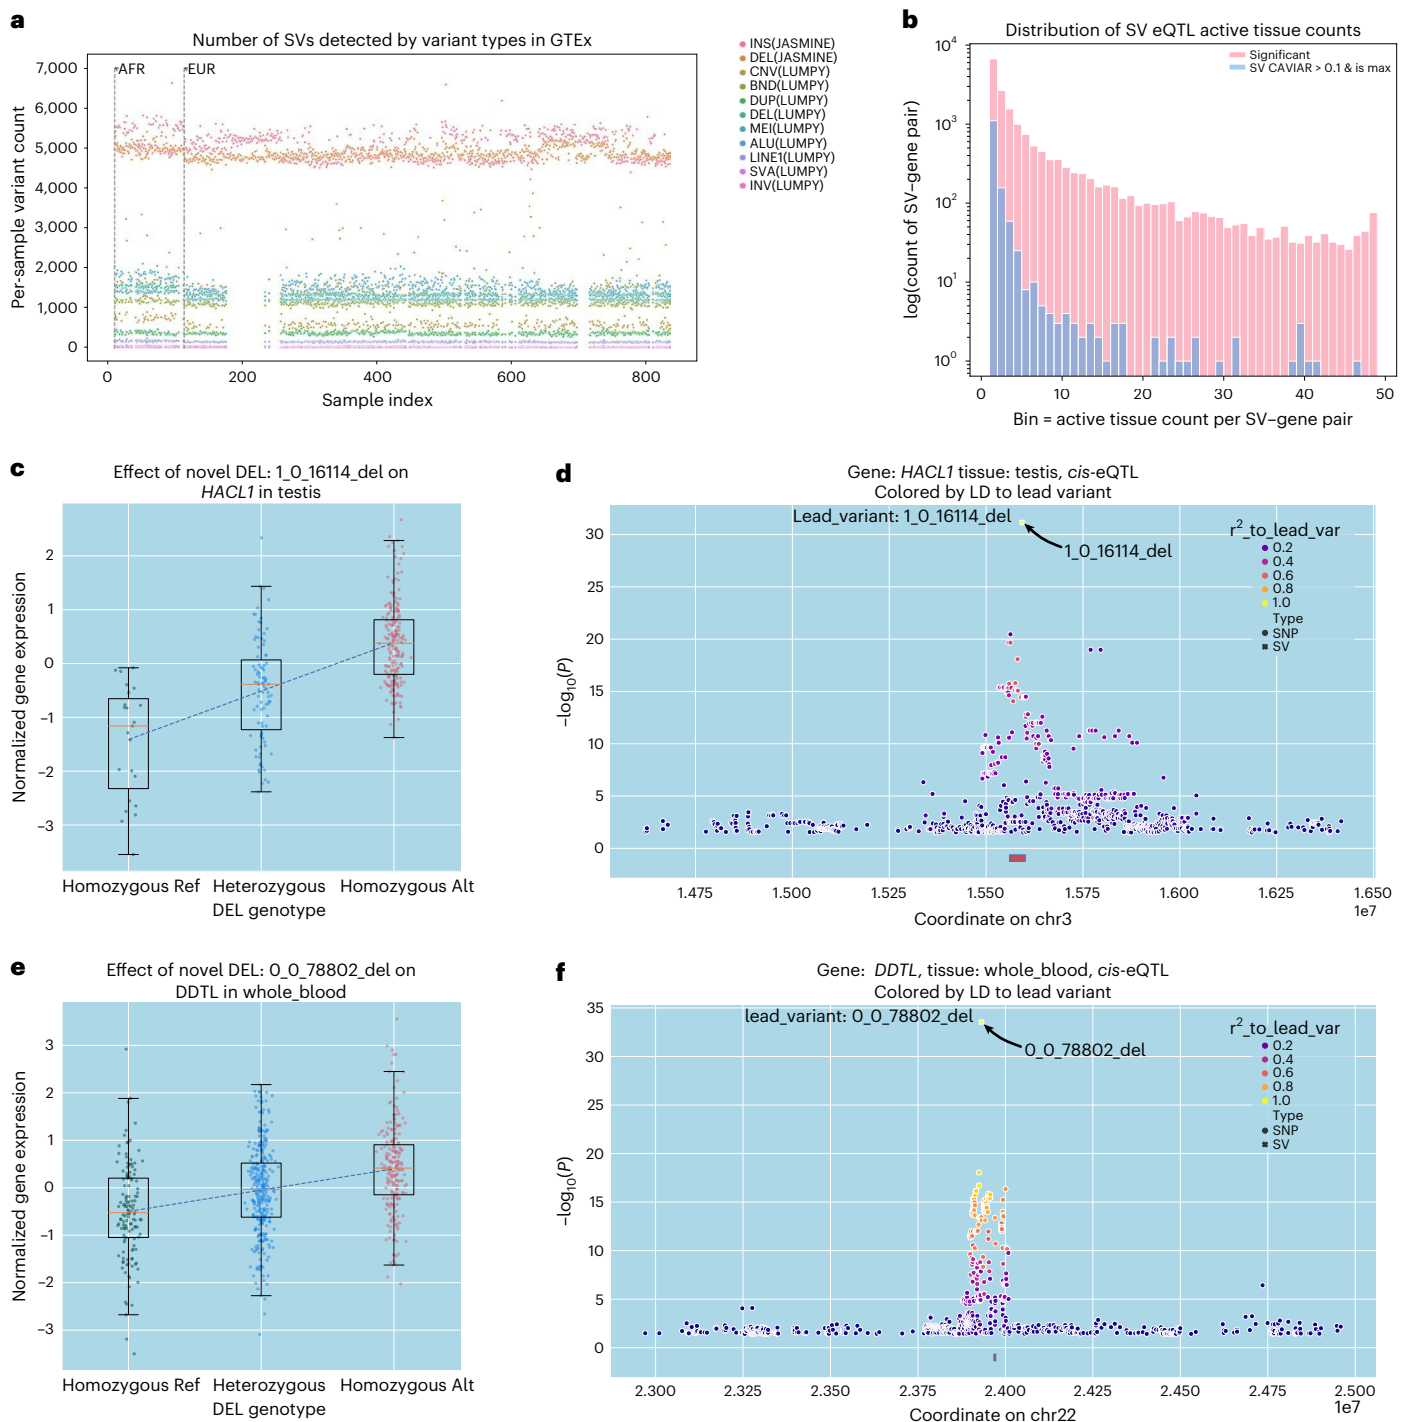 a
Number of SVs detected by variant types in GTEx
7,000
6,000
5,000
4,000
3,000
2,000
1,000
0
Per-sample variant count
AFR
EUR
0
200
400
600
800
Sample index
INS(JASMINE)
DEL(JASMINE)
CNV(LUMPY)
BND(LUMPY)
DUP(LUMPY)
DEL(LUMPY)
MEI(LUMPY)
ALU(LUMPY)
LINE1(LUMPY)
SVA(LUMPY)
INV(LUMPY)
b
Distribution of SV eQTL active tissue counts
Significant
SV CAVIAR > 0.1 & is max
10⁴
10³
10²
10¹
10⁰
log(count of SV–gene pair)
0
10
20
30
40
50
Bin = active tissue count per SV–gene pair
c
Effect of novel DEL: 1_0_16114_del on
HACL1 in testis
2
1
0
−1
−2
−3
Normalized gene expression
Homozygous Ref
Heterozygous
Homozygous Alt
DEL genotype
d
Gene: HACL1 tissue: testis, cis-eQTL
Colored by LD to lead variant
Lead_variant: 1_0_16114_del
1_0_16114_del
r²_to_lead_var
0.2
0.4
0.6
0.8
1.0
Type
SNP
SV
30
25
20
15
10
5
0
−log₁₀(P)
1.475
1.500
1.525
1.550
1.575
1.600
1.625
1.650
1e7
Coordinate on chr3
e
Effect of novel DEL: 0_0_78802_del on
DDTL in whole_blood
3
2
1
0
−1
−2
−3
Normalized gene expression
Homozygous Ref
Heterozygous
Homozygous Alt
DEL genotype
f
Gene: DDTL, tissue: whole_blood, cis-eQTL
Colored by LD to lead variant
lead_variant: 0_0_78802_del
0_0_78802_del
r²_to_lead_var
0.2
0.4
0.6
0.8
1.0
Type
SNP
SV
35
30
25
20
15
10
5
0
−log₁₀(P)
2.300
2.325
2.350
2.375
2.400
2.425
2.450
2.475
2.500
1e7
Coordinate on chr22